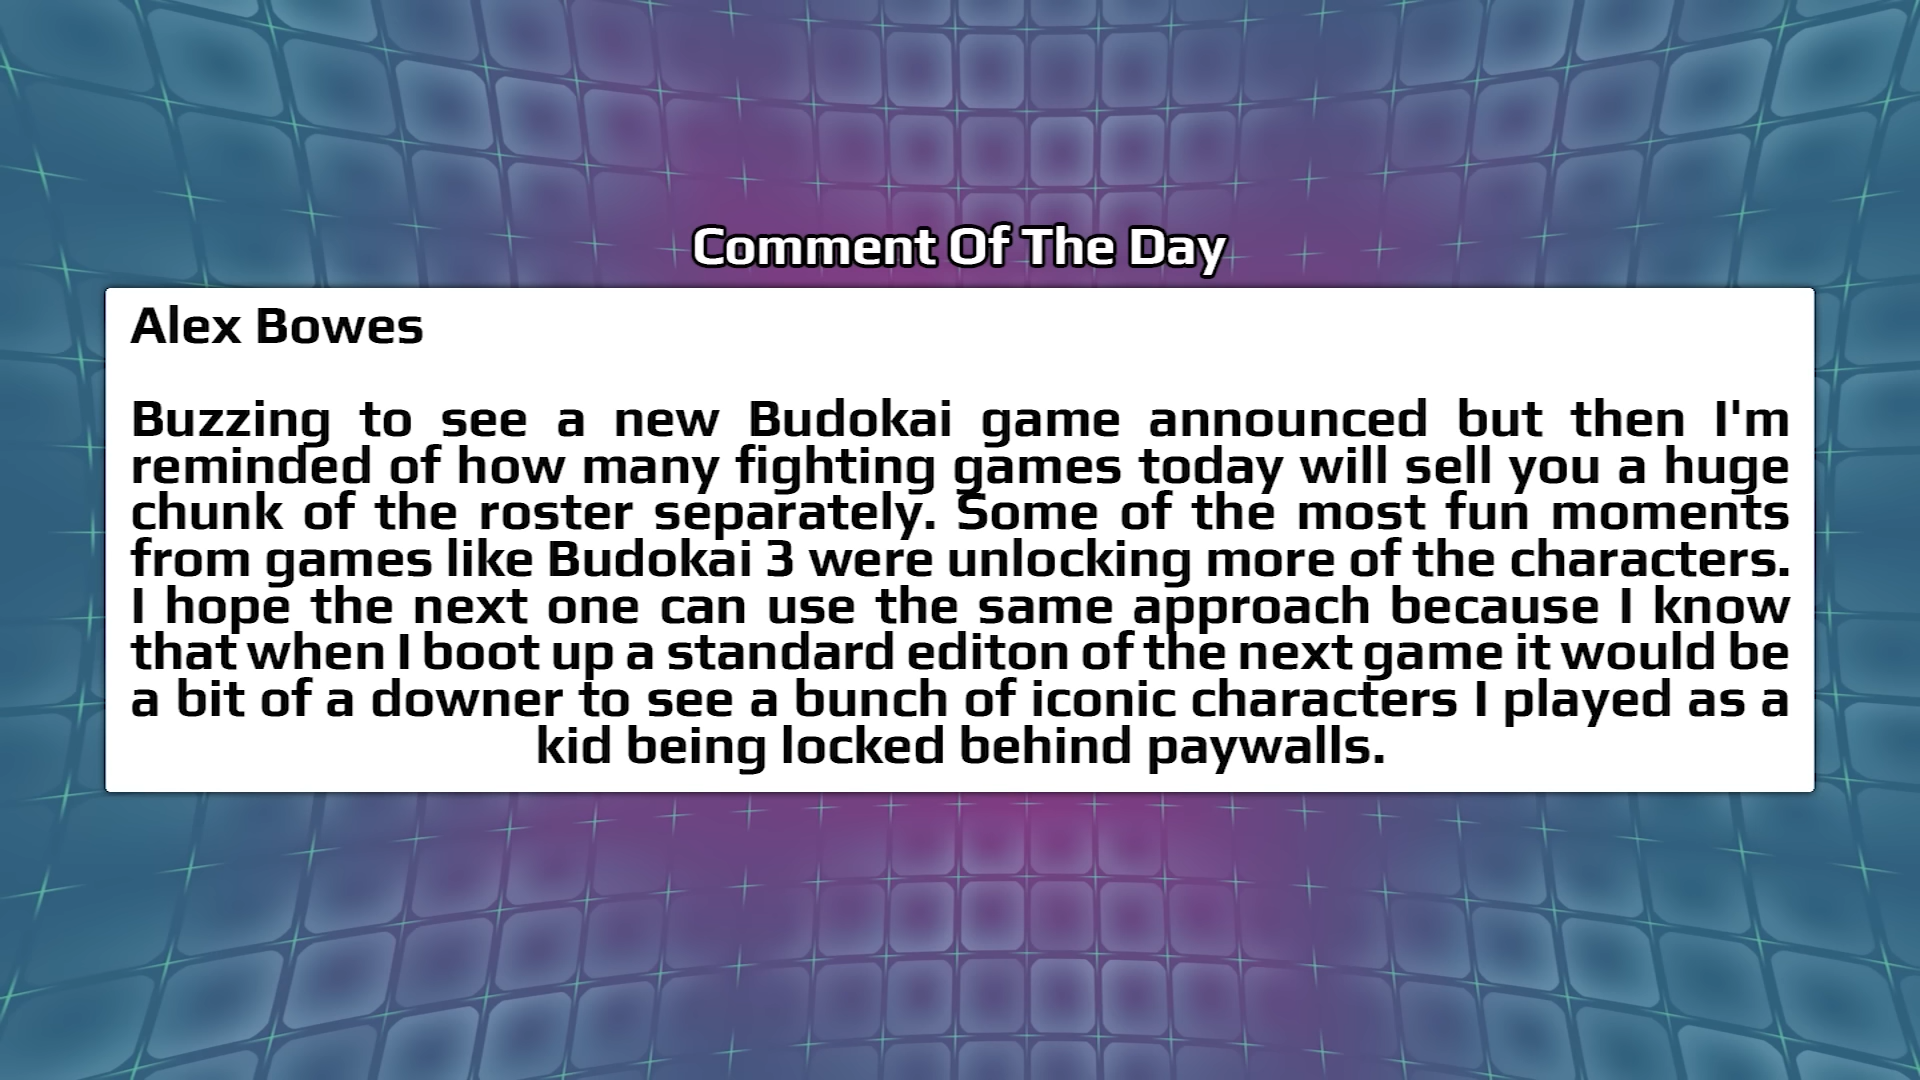 Comment Of The Day
Alex Bowes
Buzzing to see a new Budokai game announced but then I'm
reminded of how many fighting games today will sell you a huge
chunk of the roster separately. Some of the most fun moments
from games like Budokai 3 were unlocking more of the characters.
I hope the next one can use the same approach because I know
that when I boot up a standard editon of the next game it would be
a bit of a downer to see a bunch of iconic characters I played as a
kid being locked behind paywalls.